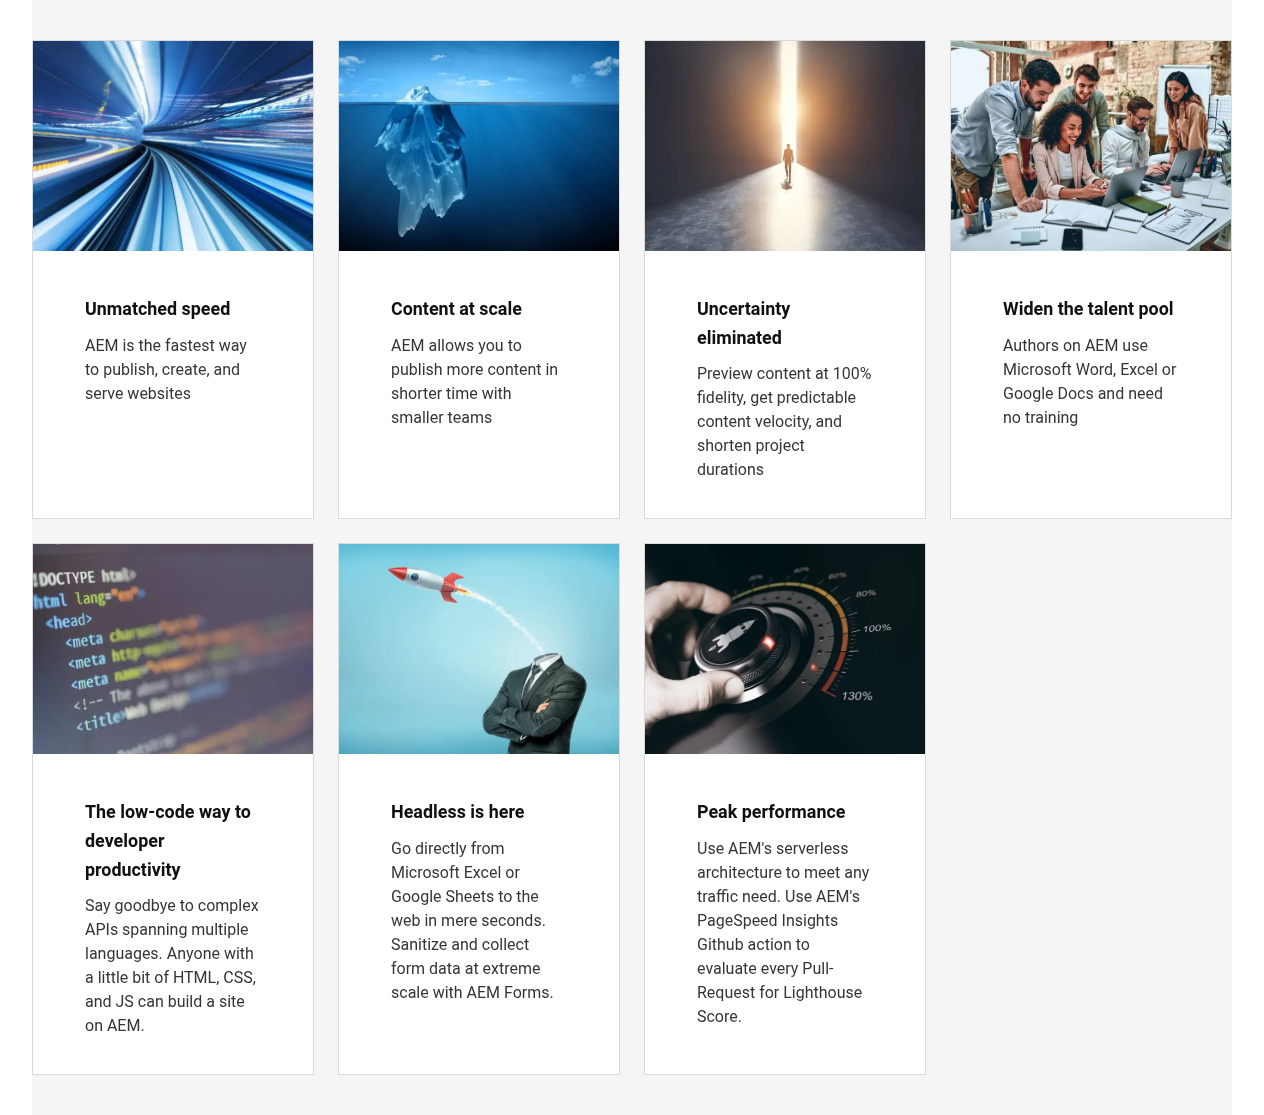 Unmatched speed
AEM is the fastest way
to publish, create, and
serve websites
Content at scale
AEM allows you to
publish more content in
shorter time with
smaller teams
Uncertainty
eliminated
Preview content at 100%
fidelity, get predictable
content velocity, and
shorten project
durations
Widen the talent pool
Authors on AEM use
Microsoft Word, Excel or
Google Docs and need
no training
!DOCTYPE html>
html lang="en">
<head>
<meta
<meta
<meta name=
<!-- The above
<title>Web Design
The low-code way to
developer
productivity
Say goodbye to complex
APIs spanning multiple
languages. Anyone with
a little bit of HTML, CSS,
and JS can build a site
on AEM.
Headless is here
Go directly from
Microsoft Excel or
Google Sheets to the
web in mere seconds.
Sanitize and collect
form data at extreme
scale with AEM Forms.
20%
40%
60%
80%
100%
130%
Peak performance
Use AEM's serverless
architecture to meet any
traffic need. Use AEM's
PageSpeed Insights
Github action to
evaluate every Pull-
Request for Lighthouse
Score.